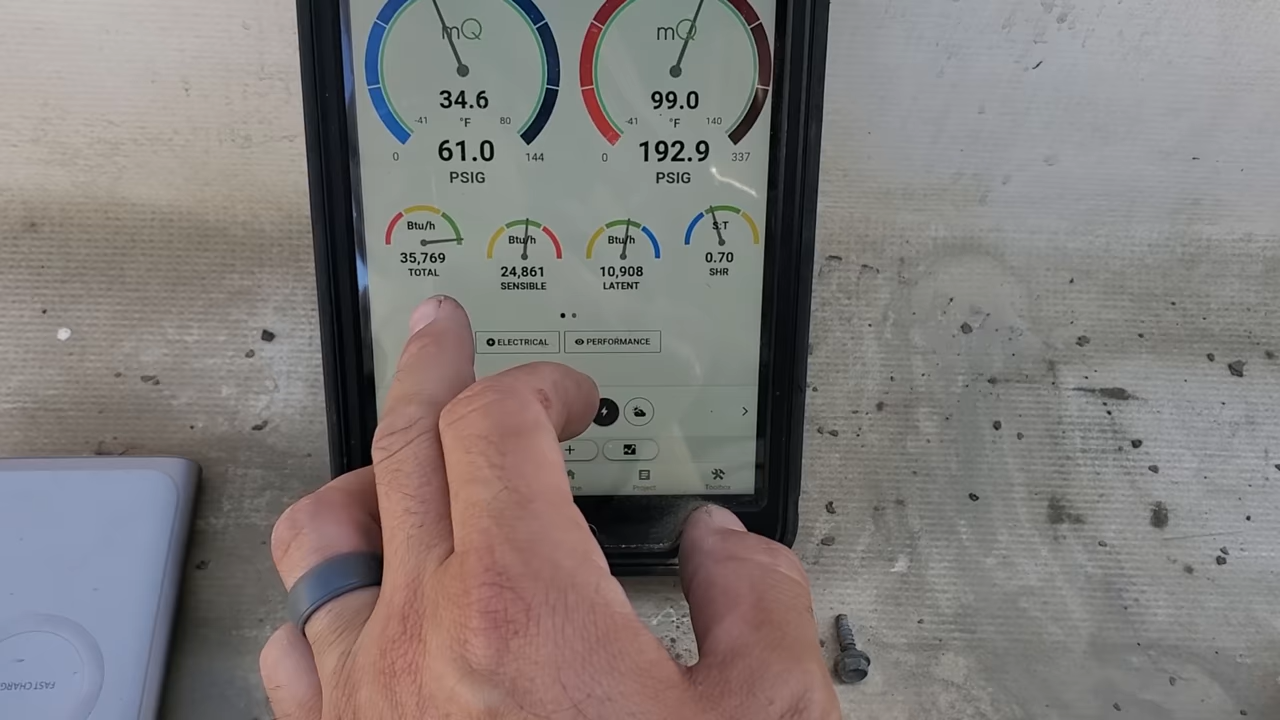 mQ
34.6
-41 °F 80
0 61.0 144
PSIG
mQ
99.0
-41 °F 140
0 192.9 337
PSIG
Btu/h
35,769
TOTAL
Btu/h
24,861
SENSIBLE
Btu/h
10,908
LATENT
S:T
0.70
SHR
ELECTRICAL
PERFORMANCE
Project
Toolbox
FAST CHARG